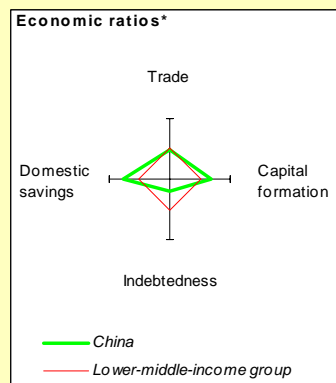 Economic ratios*
Trade
Domestic
savings
Capital
formation
Indebtedness
China
Lower-middle-income group